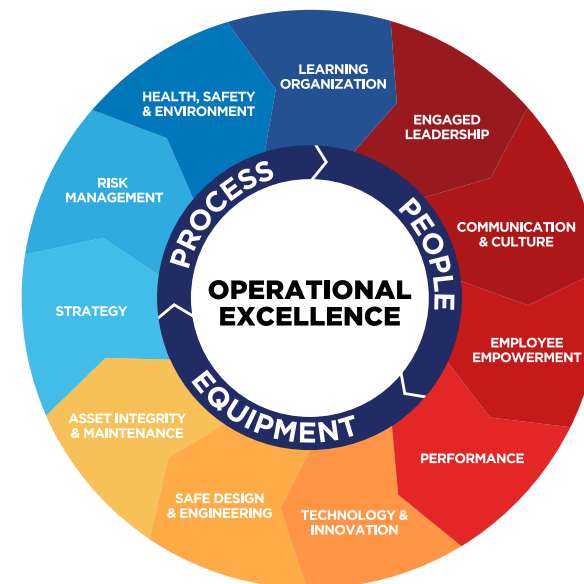 LEARNING
ORGANIZATION
ENGAGED
LEADERSHIP
COMMUNICATION
& CULTURE
EMPLOYEE
EMPOWERMENT
PERFORMANCE
TECHNOLOGY &
INNOVATION
SAFE DESIGN
& ENGINEERING
ASSET INTEGRITY
& MAINTENANCE
STRATEGY
RISK
MANAGEMENT
HEALTH, SAFETY
& ENVIRONMENT
PROCESS
PEOPLE
EQUIPMENT
OPERATIONAL
EXCELLENCE